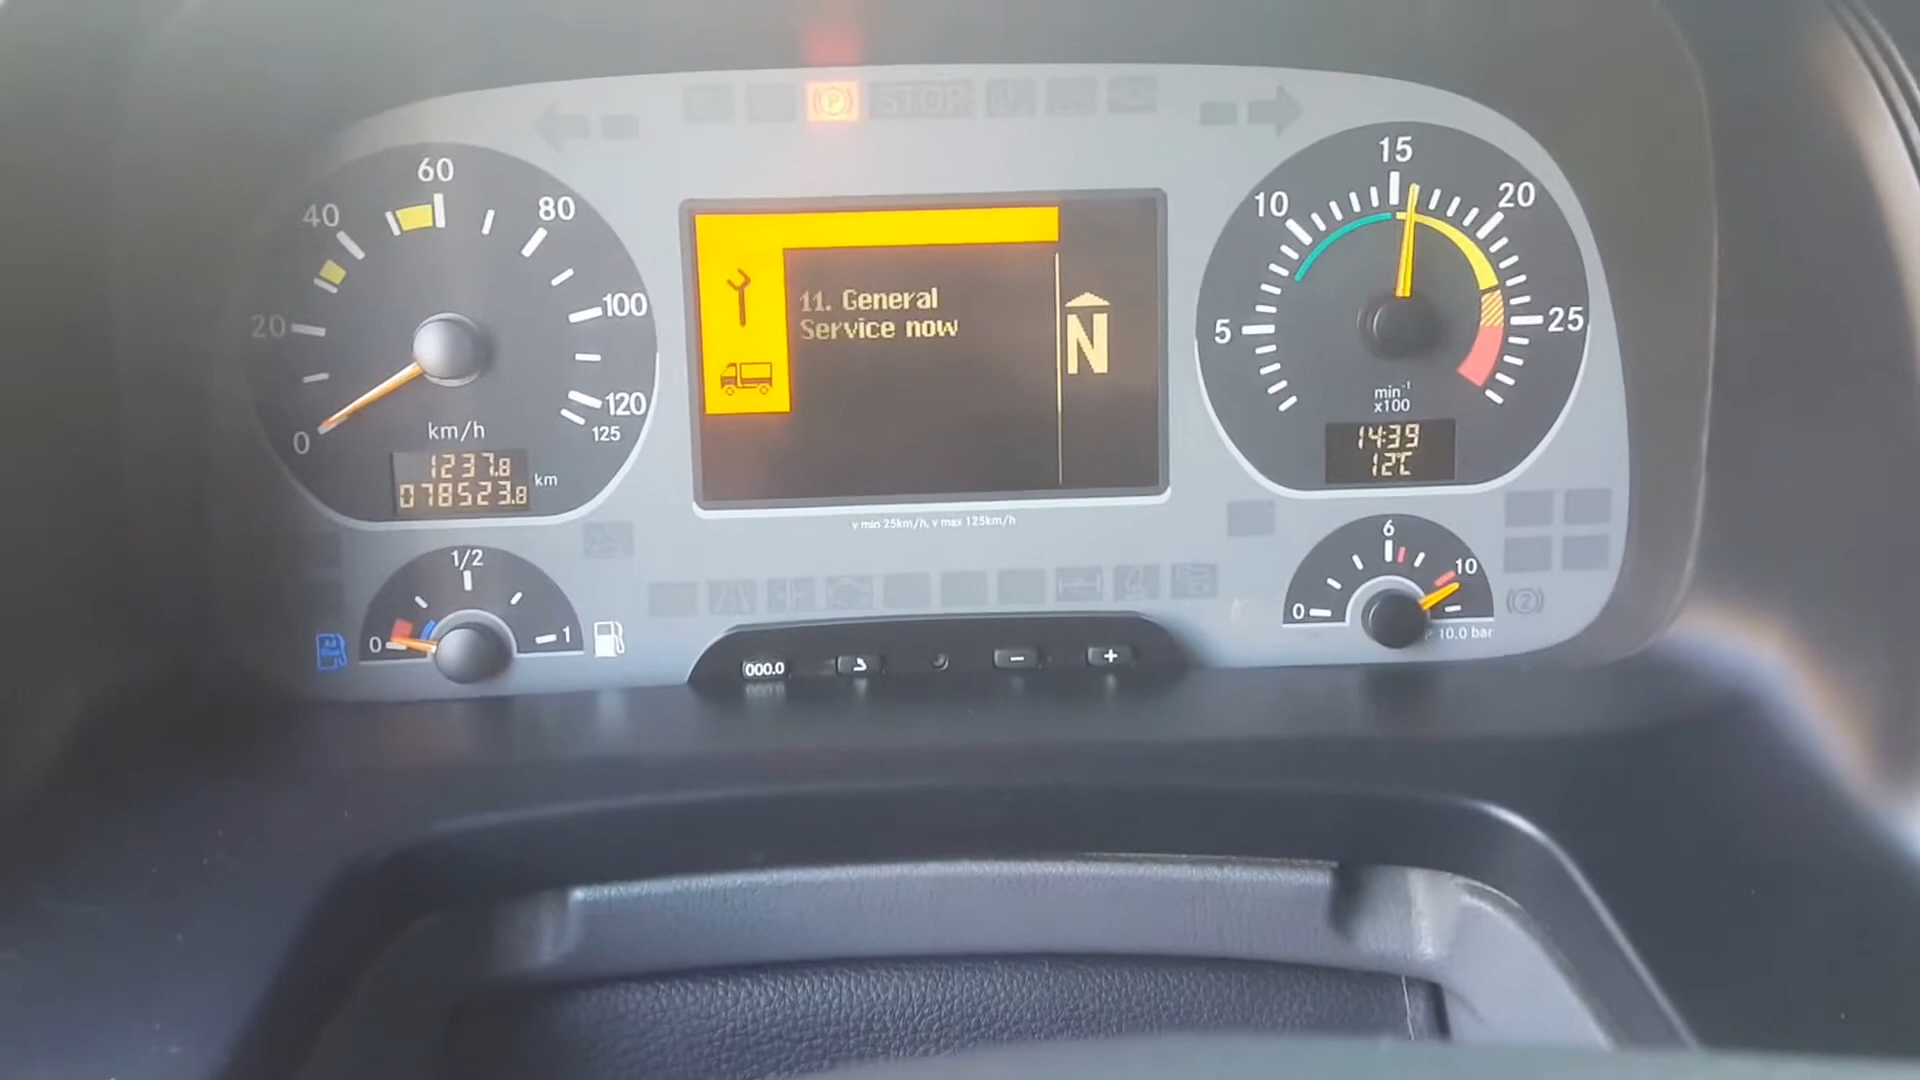 STOP
60
40
80
20
100
120
0
125
km/h
1237.8
078523.8
km
11. General
Service now
N
v min 25km/h, v max 125km/h
15
10
20
5
25
min⁻¹
x100
14:39
12°C
1/2
0
1
6
0
10
10.0 bar
(2)
(P)
000.0
-
+